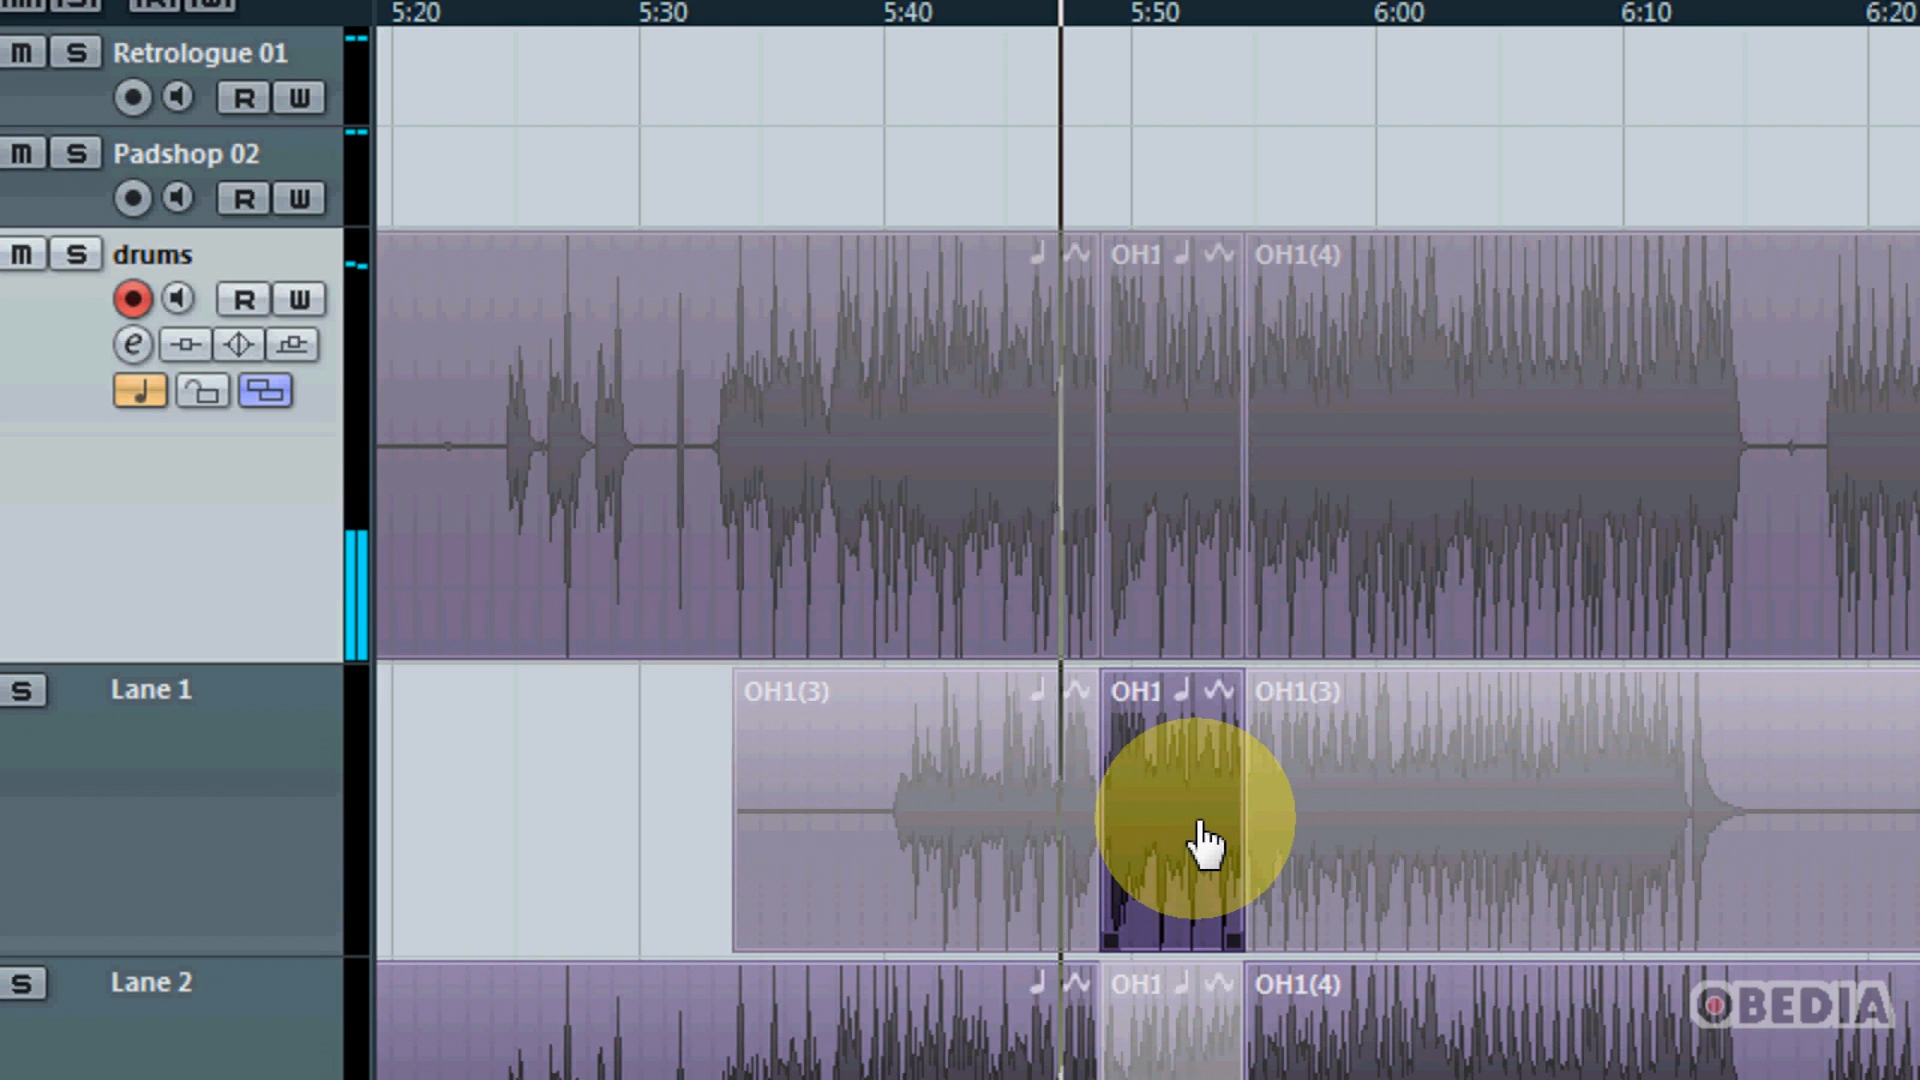 5:20 5:30 5:40 5:50 6:00 6:10 6:20
M S Retrologue 01
R W
M S Padshop 02
R W
M S drums
OH1 OH1(4)
R W
e
S Lane 1
OH1(3) OH1 OH1(3)
S Lane 2
OH1 OH1(4)
OBEDIA